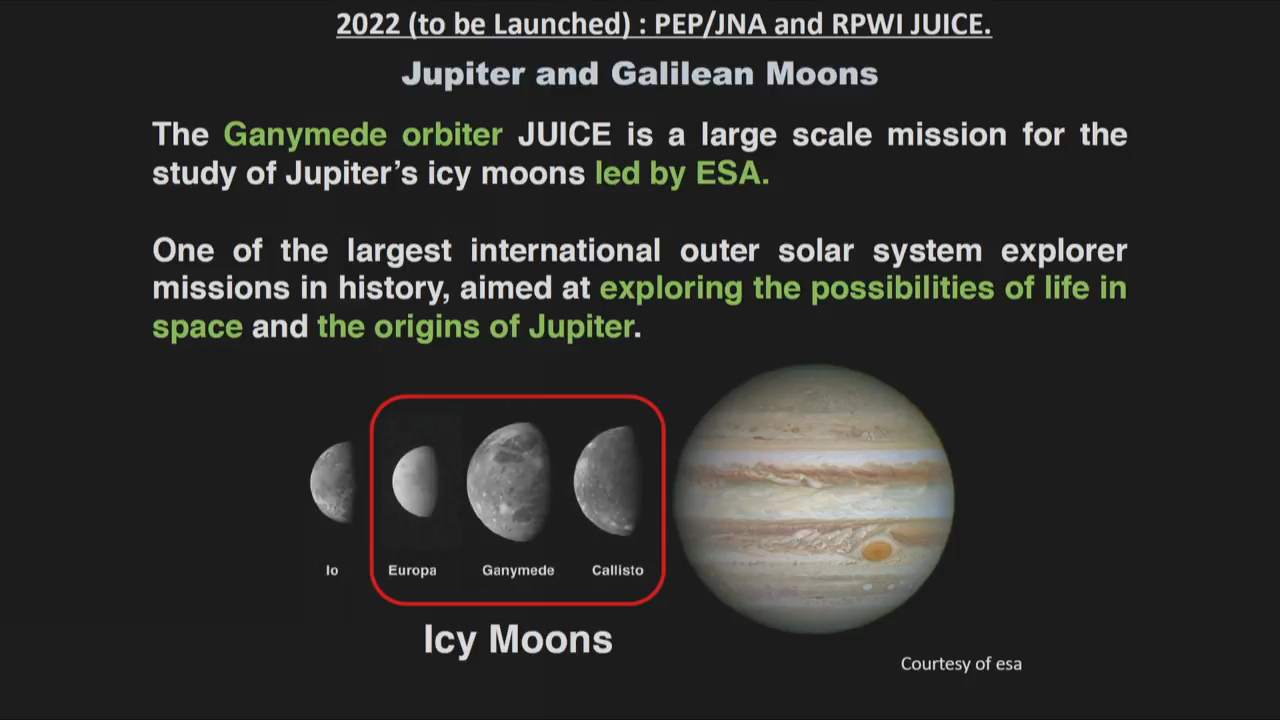 2022 (to be Launched) : PEP/JNA and RPWI JUICE.
Jupiter and Galilean Moons
The Ganymede orbiter JUICE is a large scale mission for the
study of Jupiter’s icy moons led by ESA.
One of the largest international outer solar system explorer
missions in history, aimed at exploring the possibilities of life in
space and the origins of Jupiter.
Io
Europa
Ganymede
Callisto
Icy Moons
Courtesy of esa